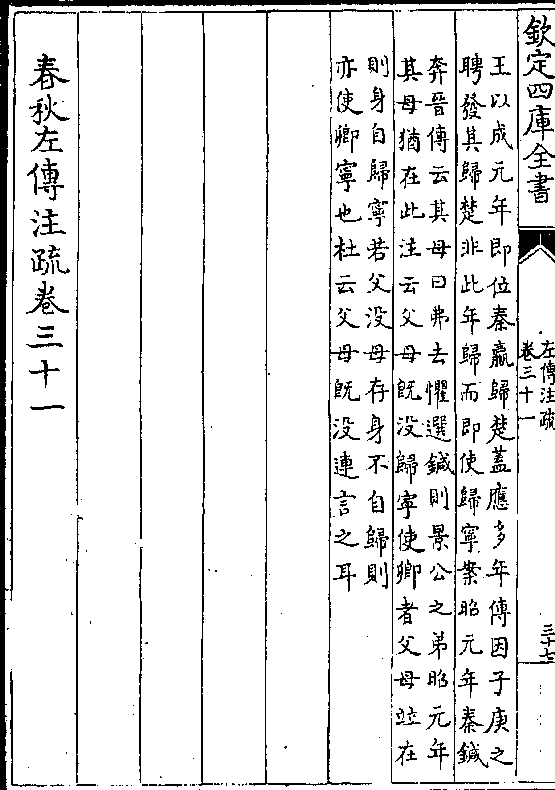 欽定四庫全書
左傳注疏
卷三十一
三十七
王以成元年即位秦嬴歸楚蓋應多年傳因子庚之
聘發其歸楚非此年歸而即使歸寧案昭元年秦鍼
奔晉傳云其母曰弗去懼選鍼則景公之弟昭元年
其母猶在此注云父母既沒歸寧使卿者父母竝在
則身自歸寧若父沒母存身不自歸則
亦使卿寧也杜云父母既沒連言之耳
春秋左傳注疏卷三十一